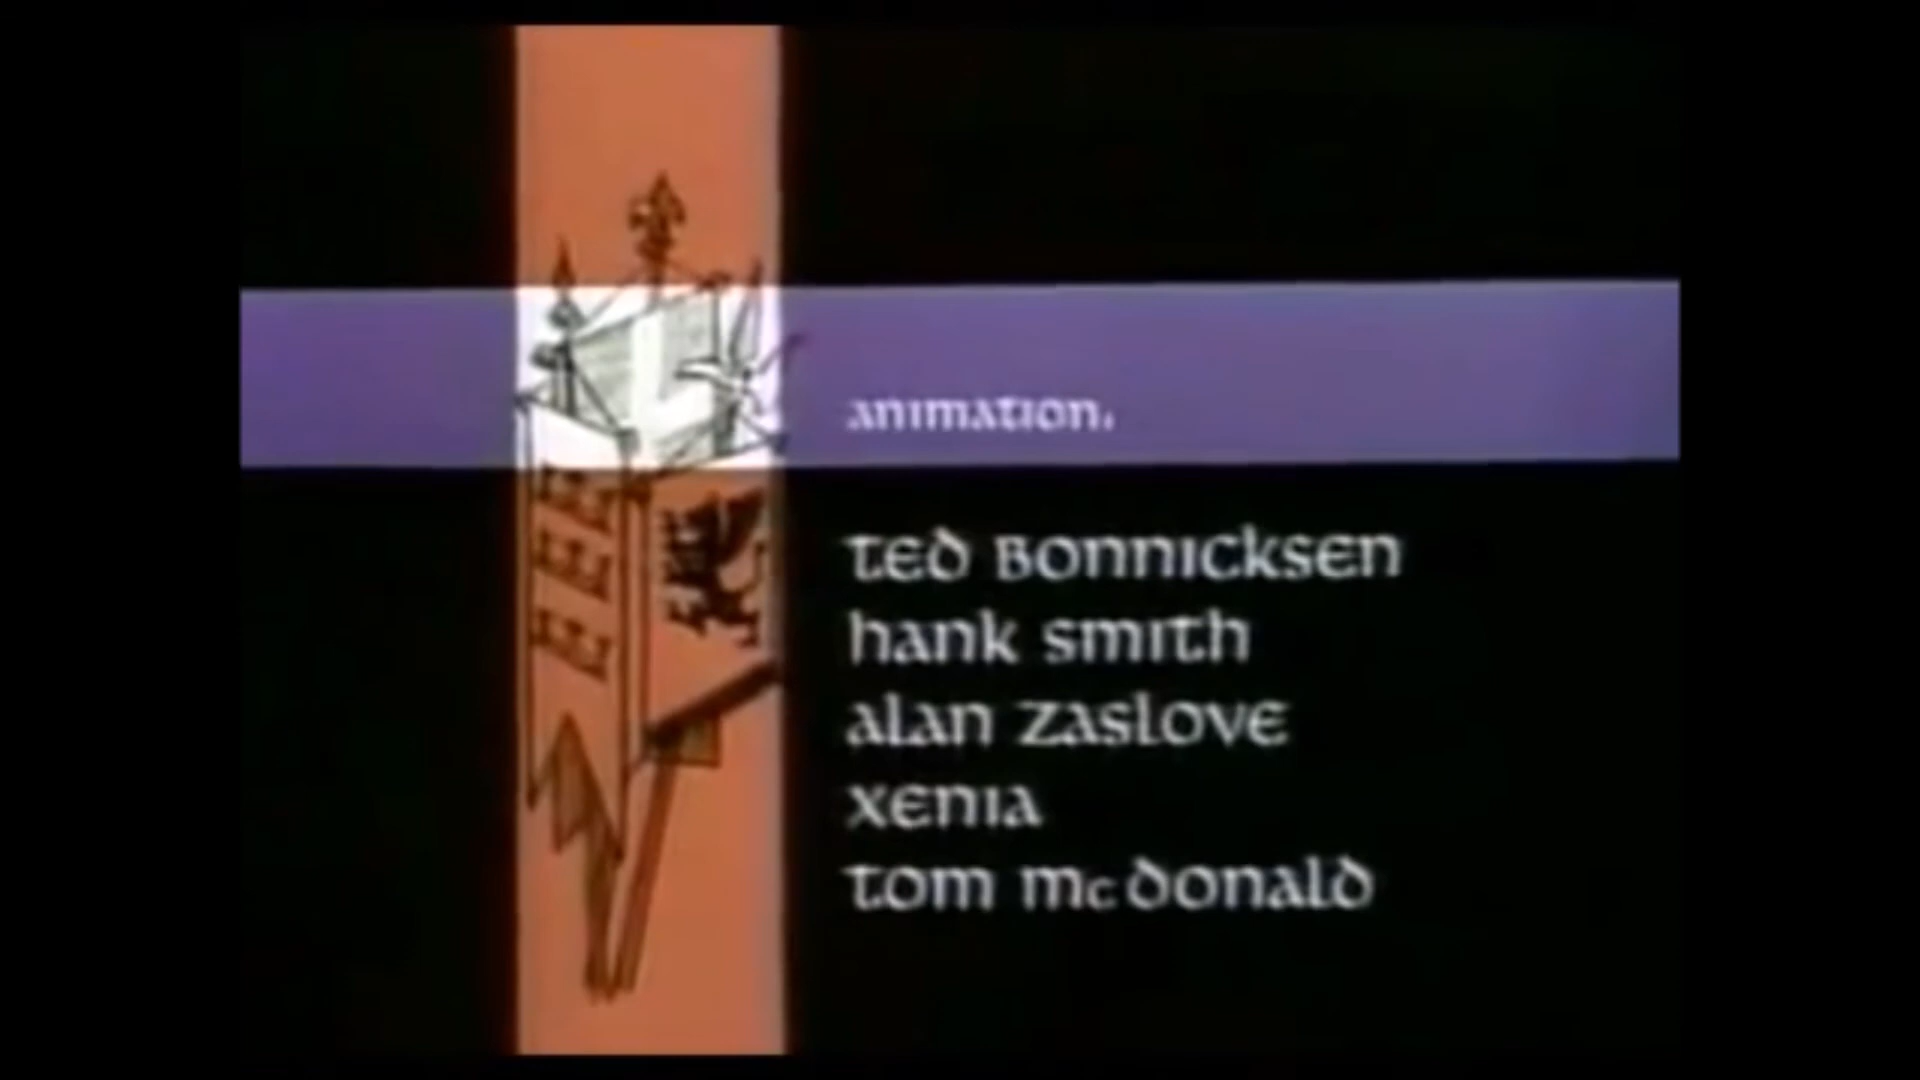 animation:
Ted Bonnicksen
hank smith
alan zaslove
xenia
tom mcdonald